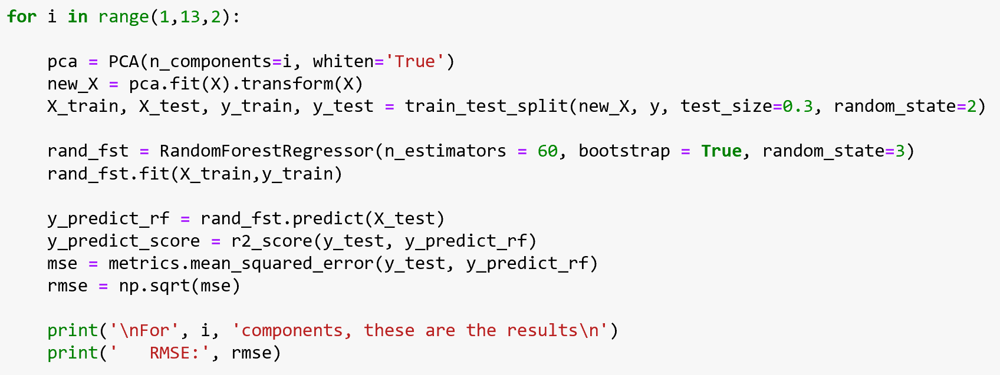 for i in range(1,13,2):
    pca = PCA(n_components=i, whiten='True')
    new_X = pca.fit(X).transform(X)
    X_train, X_test, y_train, y_test = train_test_split(new_X, y, test_size=0.3, random_state=2)
    rand_fst = RandomForestRegressor(n_estimators = 60, bootstrap = True, random_state=3)
    rand_fst.fit(X_train,y_train)
    y_predict_rf = rand_fst.predict(X_test)
    y_predict_score = r2_score(y_test, y_predict_rf)
    mse = metrics.mean_squared_error(y_test, y_predict_rf)
    rmse = np.sqrt(mse)
    print('\nFor', i, 'components, these are the results\n')
    print('   RMSE:', rmse)